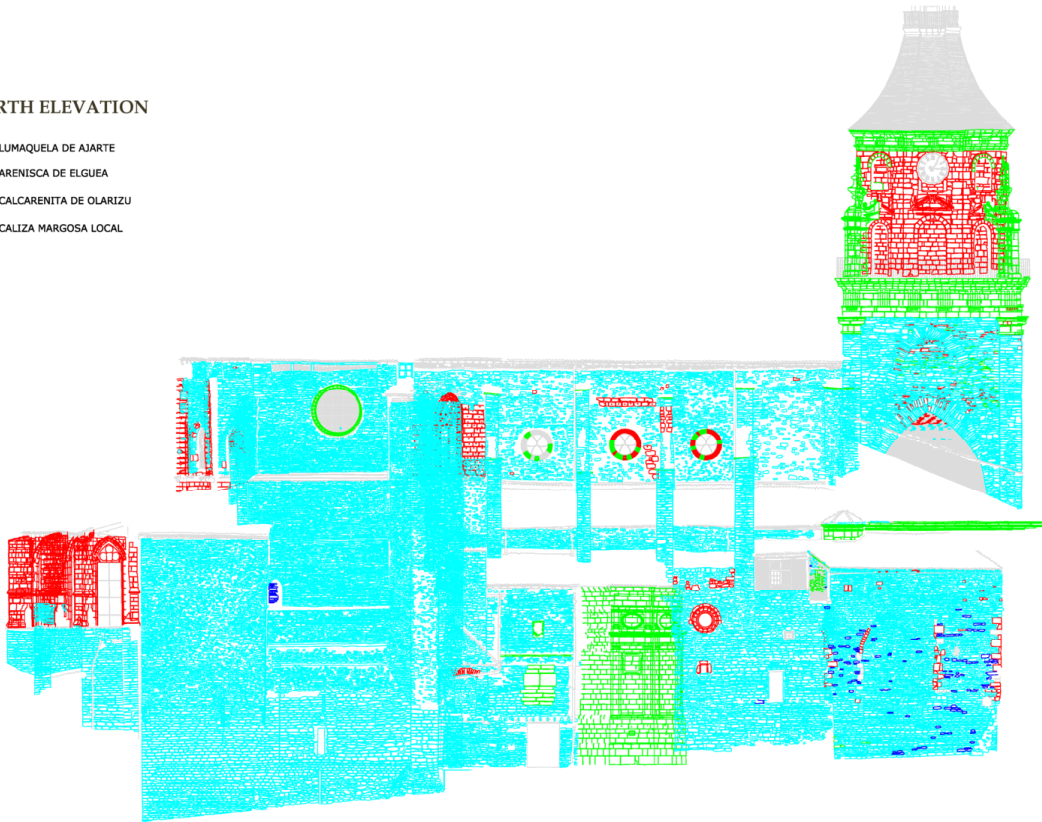 RTH ELEVATION
LUMAQUELA DE AJARTE
ARENISCA DE ELGUEA
CALCARENITA DE OLARIZU
CALIZA MARGOSA LOCAL